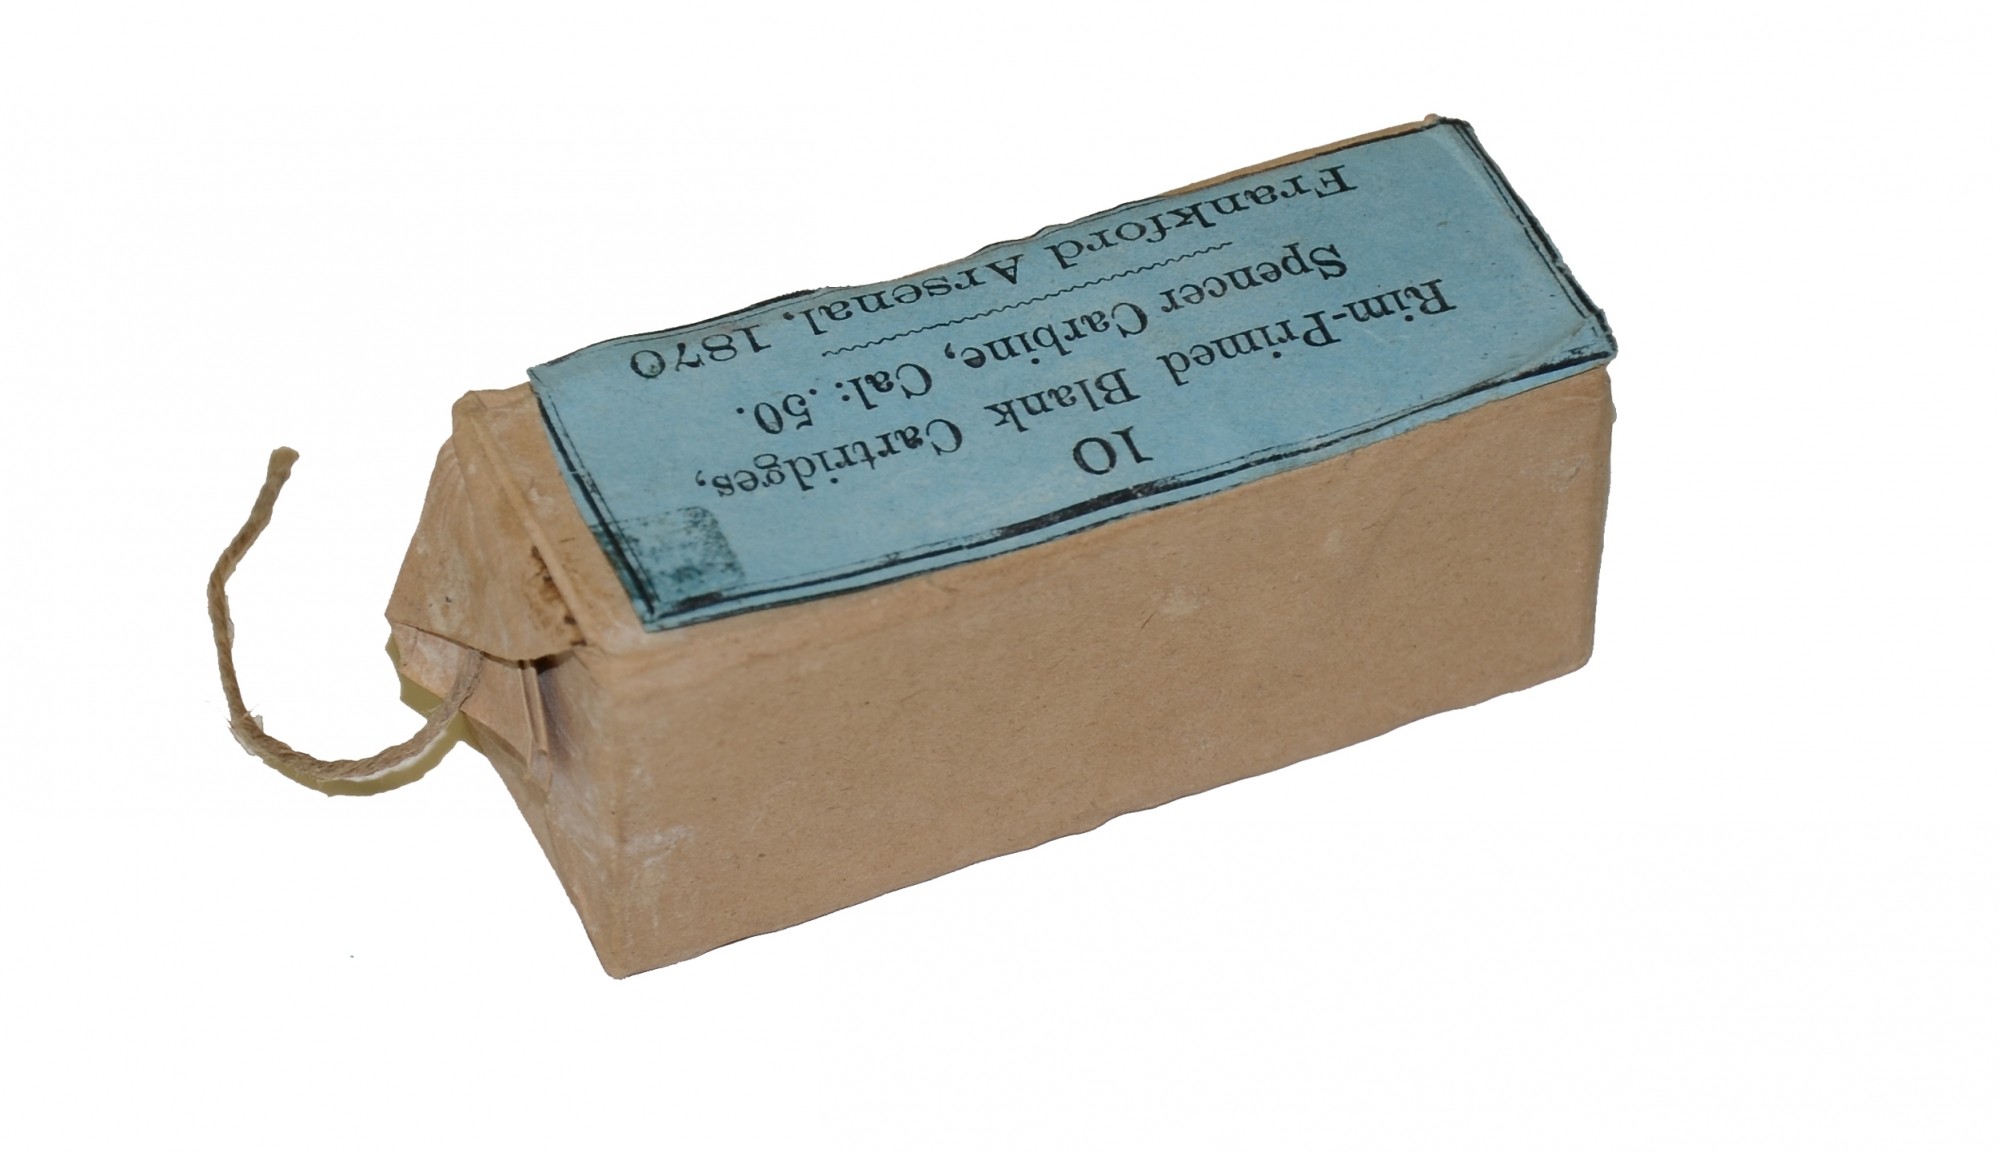 10
Rim-Primed Blank Cartridges,
Spencer Carbine, Cal: .50.
Frankford Arsenal, 1870